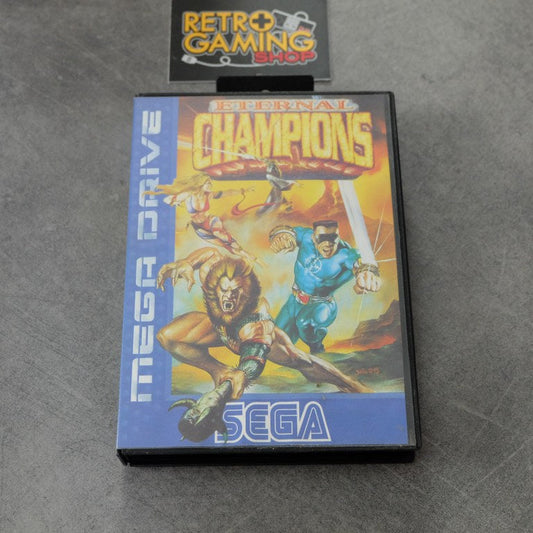 RETRO
GAMING
SHOP
ETERNAL
CHAMPIONS
MEGA DRIVE
SEGA